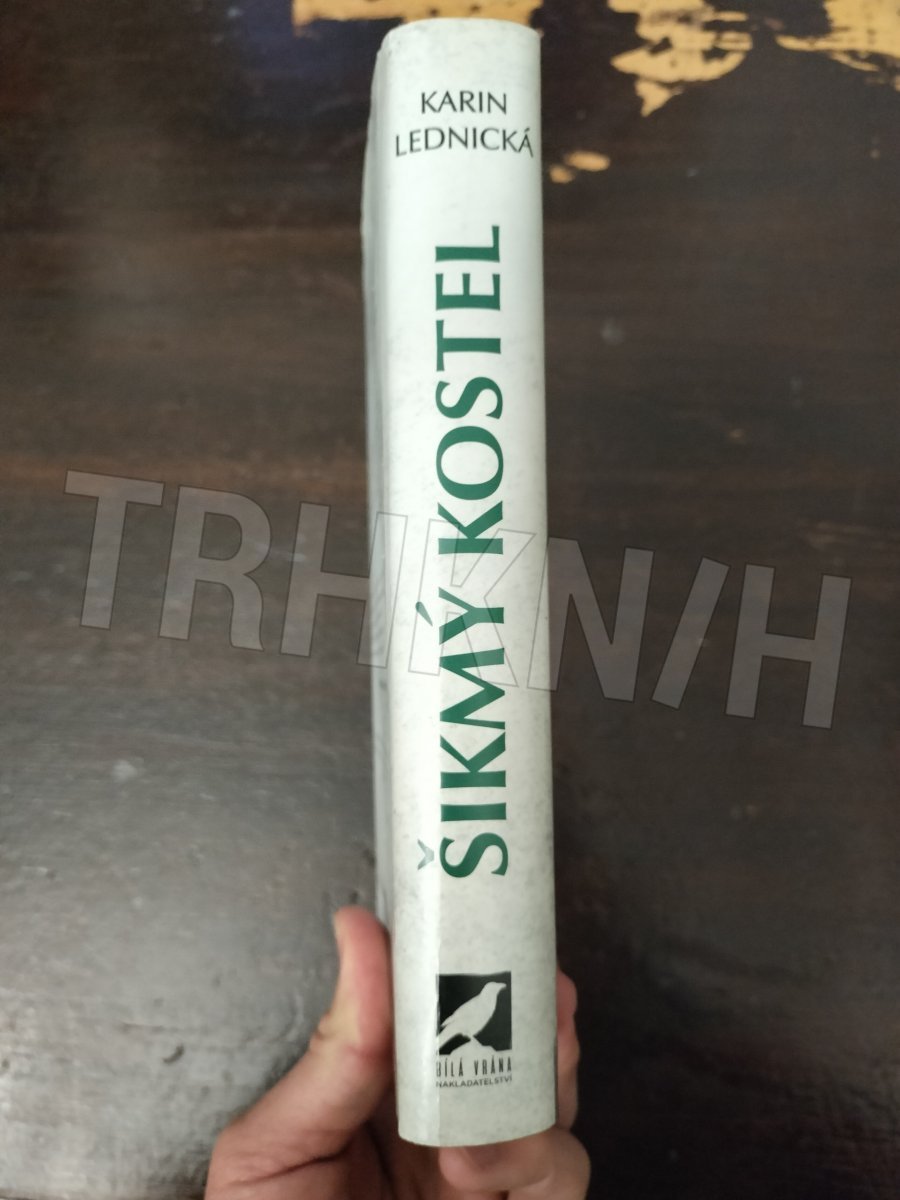 KARIN
LEDNICKÁ
ŠIKMÝ KOSTEL
TRHKNIH
BÍLÁ VRÁNA
NAKLADATELSTVÍ